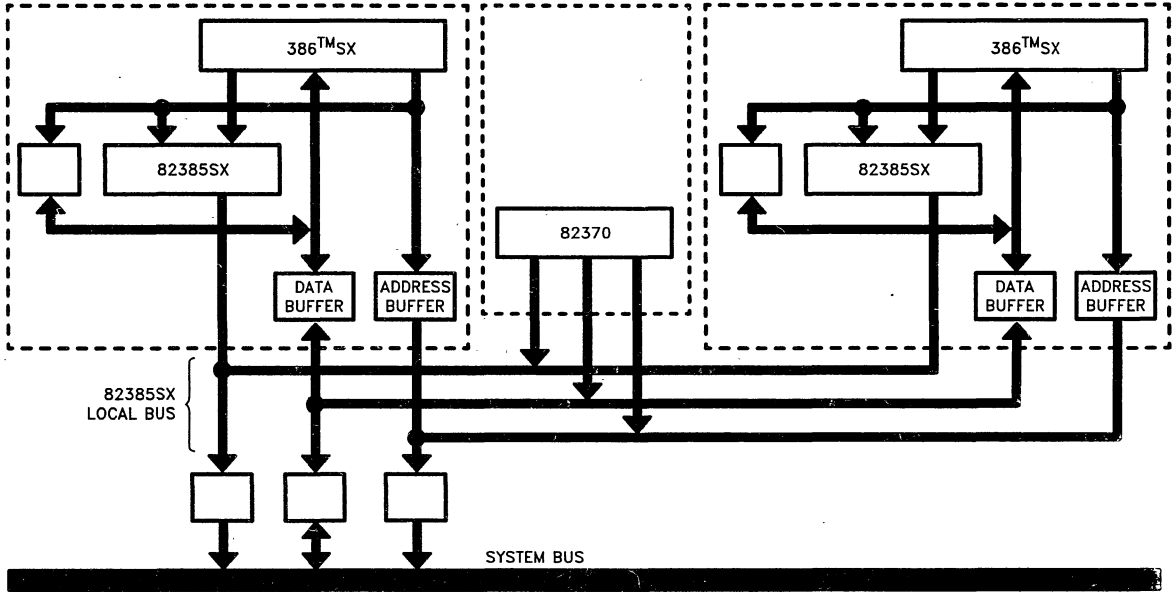 386™SX
386™SX
82385SX
82385SX
82370
DATA
BUFFER
ADDRESS
BUFFER
DATA
BUFFER
ADDRESS
BUFFER
82385SX
LOCAL BUS
SYSTEM BUS